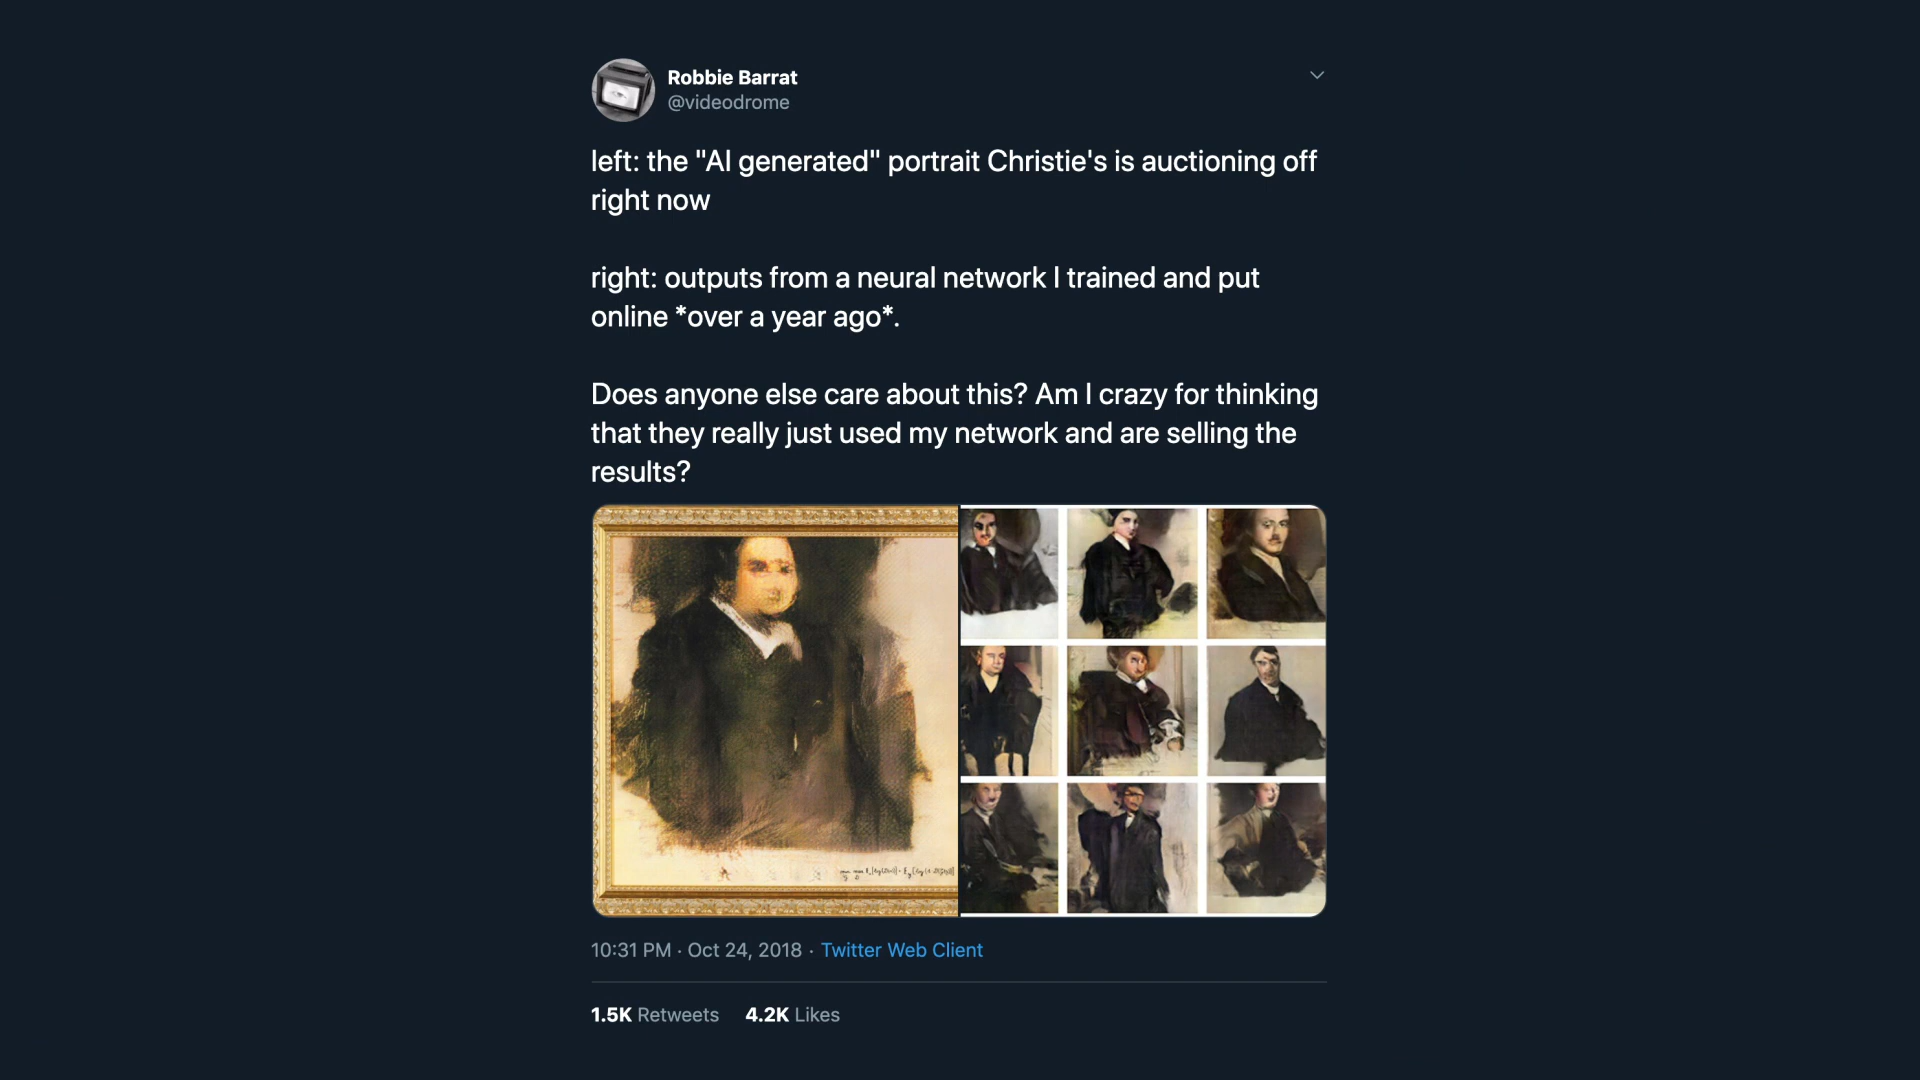 Robbie Barrat
@videodrome
left: the "AI generated" portrait Christie's is auctioning off
right now
right: outputs from a neural network I trained and put
online *over a year ago*.
Does anyone else care about this? Am I crazy for thinking
that they really just used my network and are selling the
results?
10:31 PM · Oct 24, 2018 · Twitter Web Client
1.5K Retweets 4.2K Likes